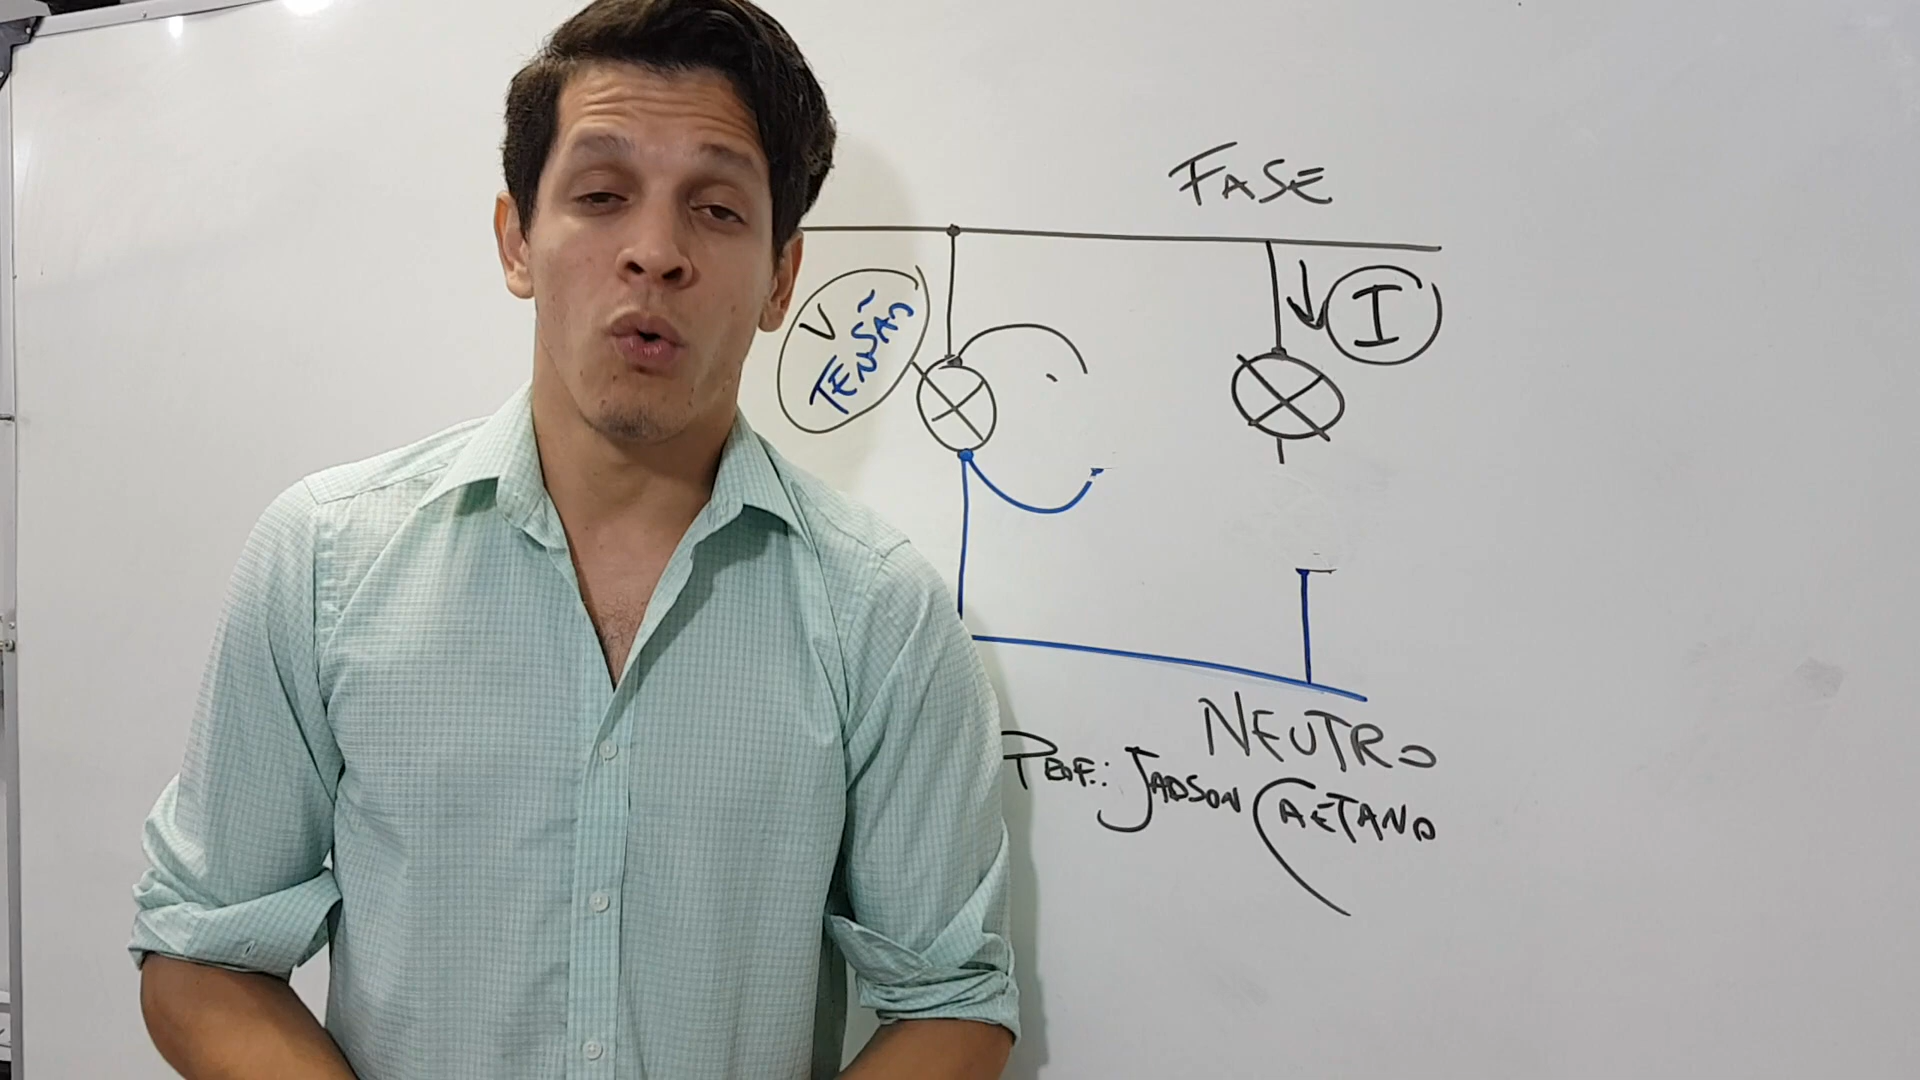 FASE
V
TENSÃO
I
NEUTRO
PROF.: JADSON CAETANO